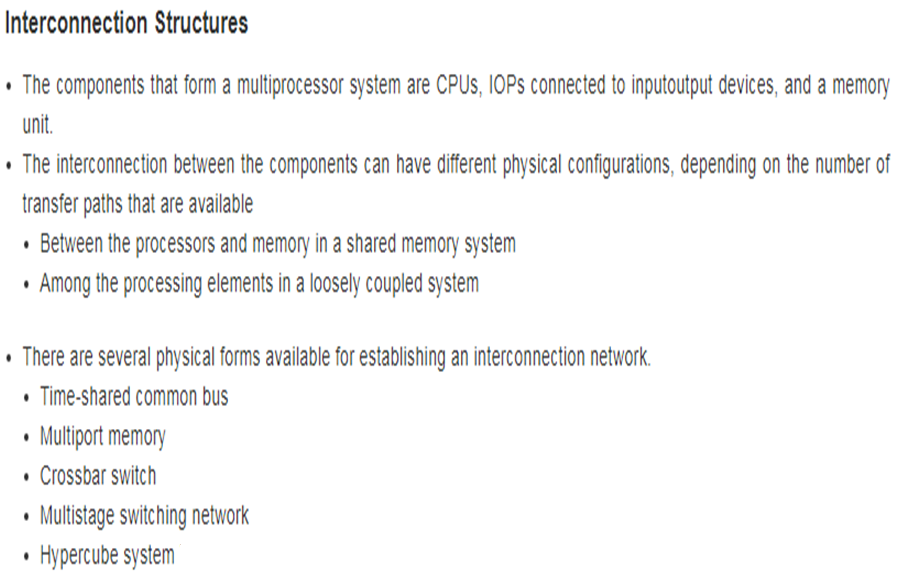 Interconnection Structures
• The components that form a multiprocessor system are CPUs, IOPs connected to inputoutput devices, and a memory
unit.
• The interconnection between the components can have different physical configurations, depending on the number of
transfer paths that are available
• Between the processors and memory in a shared memory system
• Among the processing elements in a loosely coupled system
• There are several physical forms available for establishing an interconnection network.
• Time-shared common bus
• Multiport memory
• Crossbar switch
• Multistage switching network
• Hypercube system